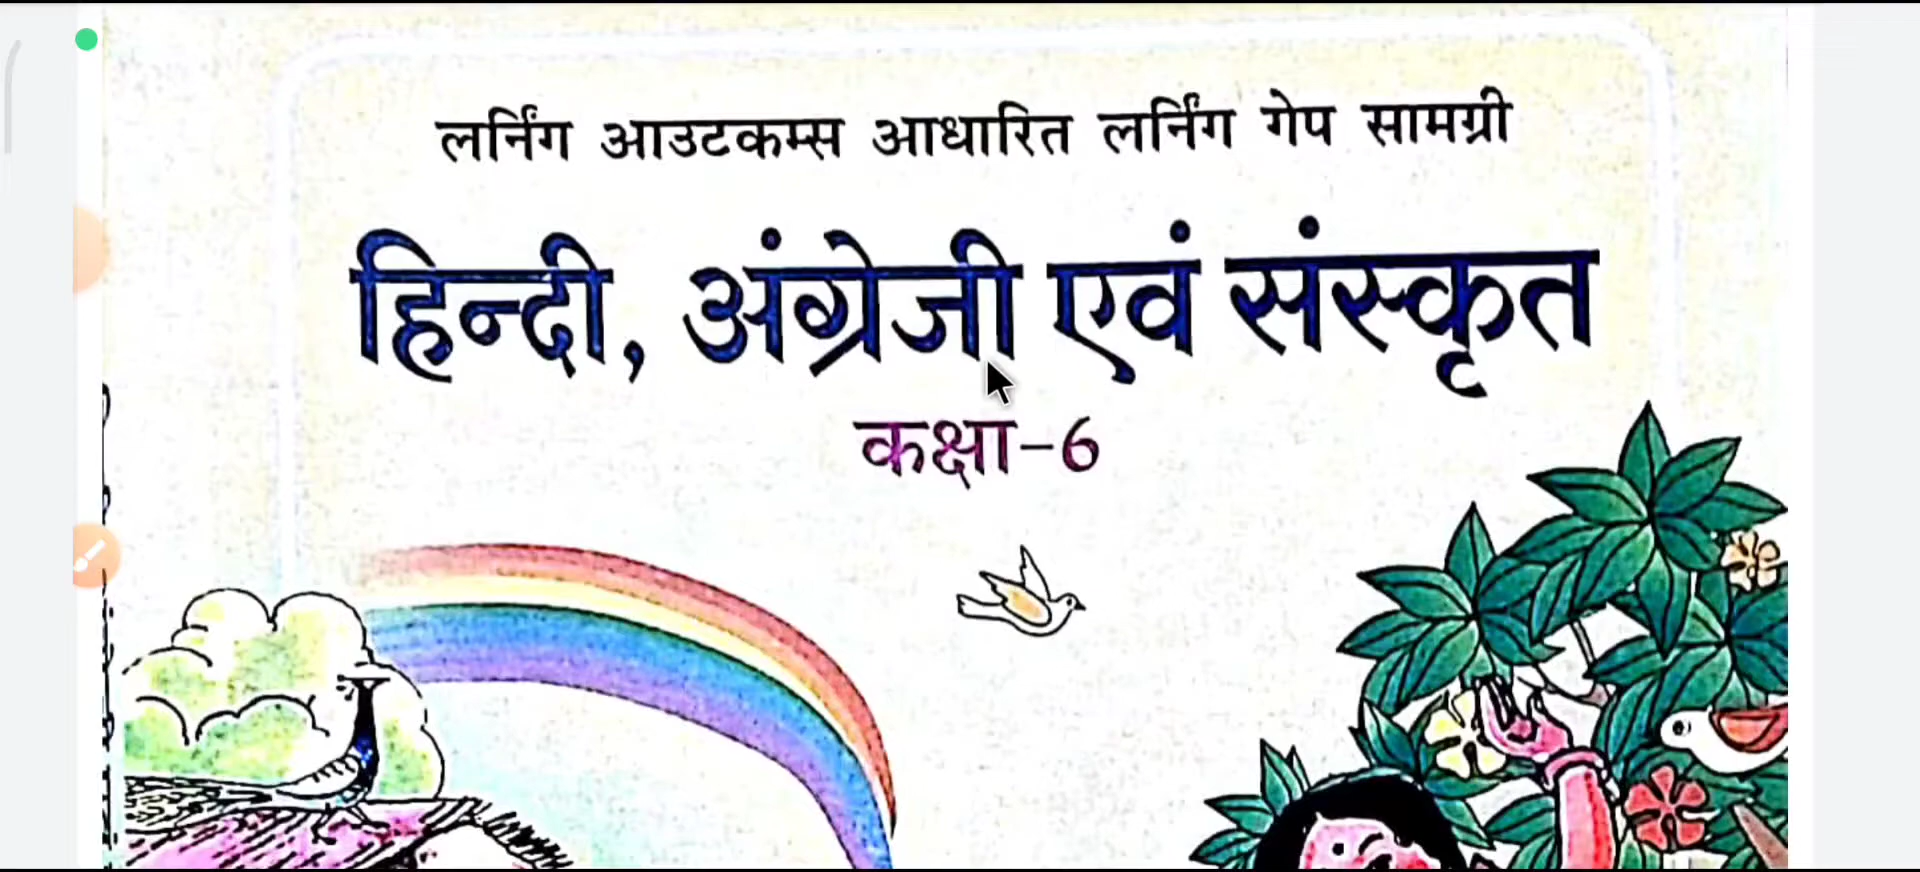 लर्निंग आउटकम्स आधारित लर्निंग गेप सामग्री
हिन्दी, अंग्रेजी एवं संस्कृत
कक्षा-6